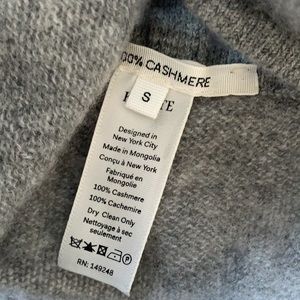 100% CASHMERE
S
Designed in
New York City
Made in Mongolia
Conçu à New York
Fabriqué en
Mongolie
100% Cashmere
100% Cachemire
Dry Clean Only
Nettoyage à sec
seulement
RN: 149248